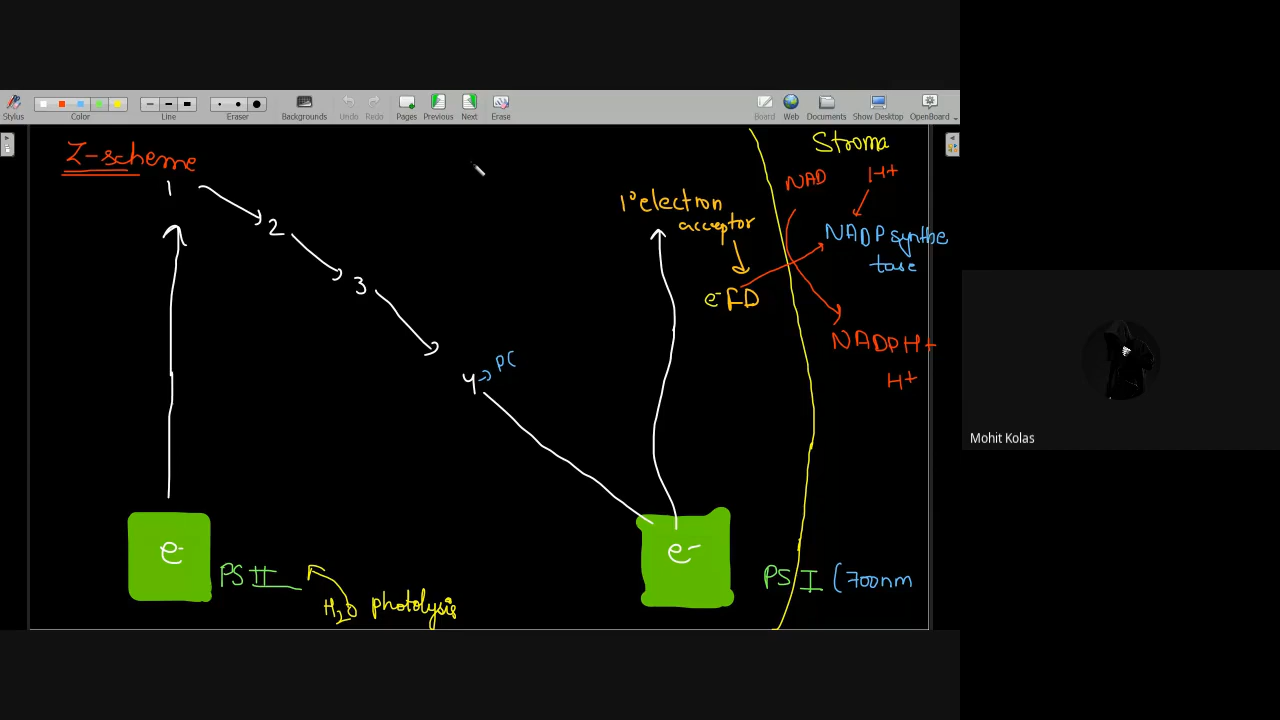 Stylus
Color
Line
Eraser
Backgrounds
Undo
Redo
Pages
Previous
Next
Erase
Board
Web
Documents
Show Desktop
OpenBoard
Z-scheme
1
2
3
4 → PC
e-
PS II
H2O photolysis
1° electron
acceptor
e- FD
e-
PS I (700nm
Stroma
NAD
H+
NADP synthe
tase
NADPH+
H+
Mohit Kolas